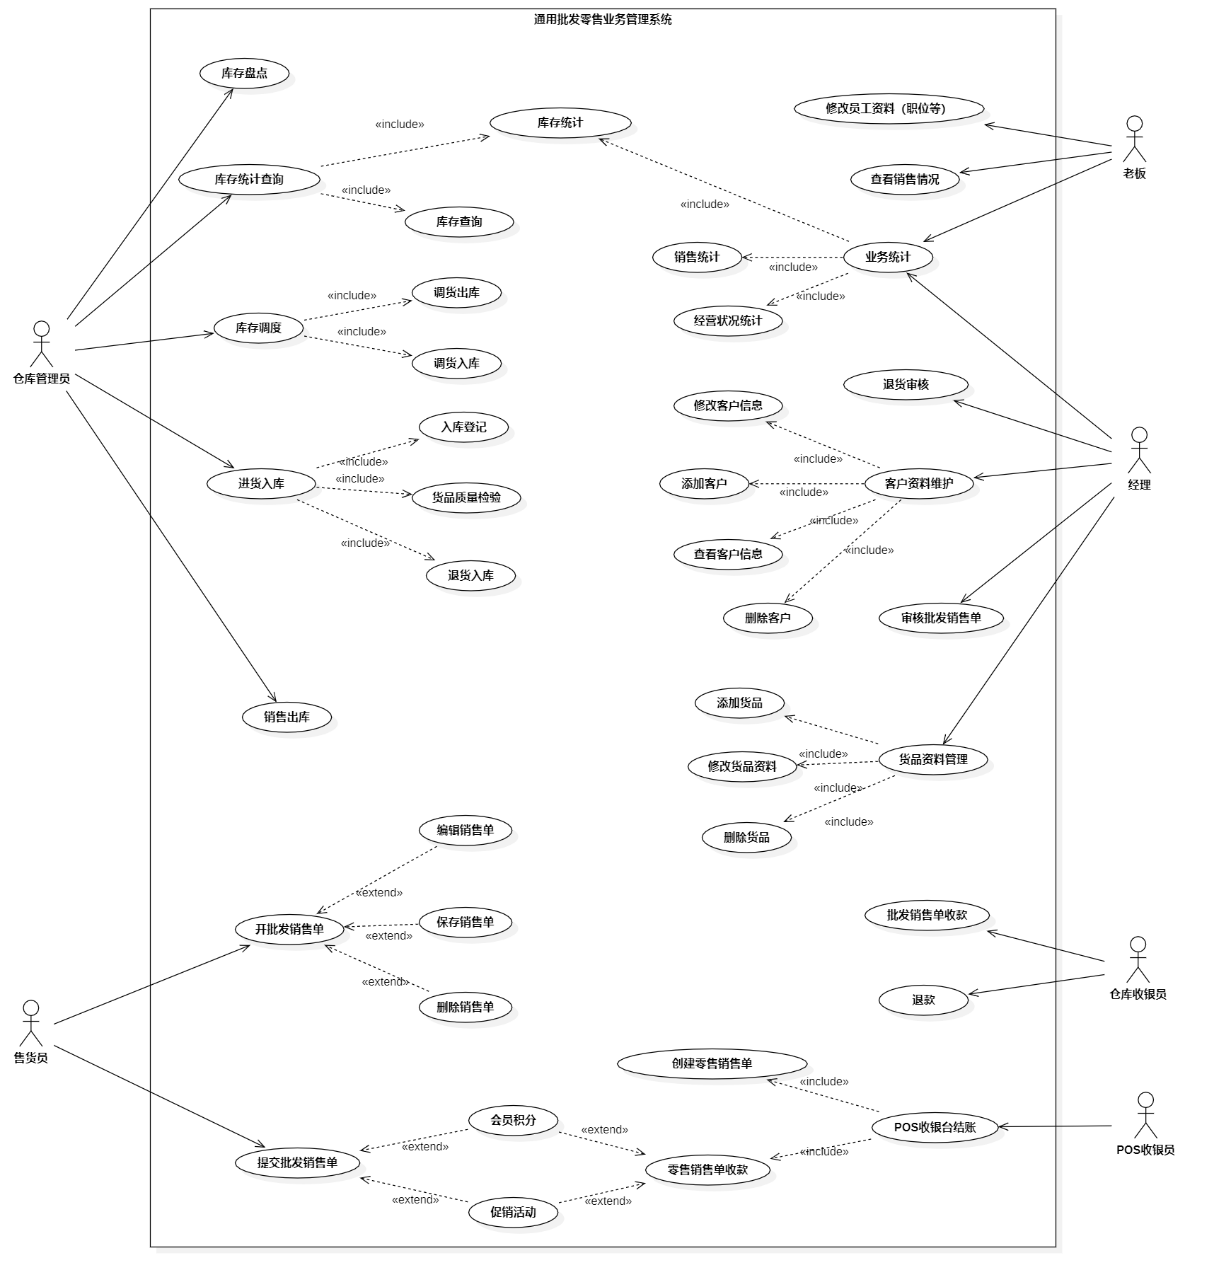 通用批发零售业务管理系统
库存盘点
修改员工资料（职位等）
库存统计
«include»
老板
库存统计查询
查看销售情况
«include»
«include»
库存查询
销售统计
业务统计
«include»
调货出库
«include»
«include»
经营状况统计
库存调度
«include»
调货入库
仓库管理员
退货审核
修改客户信息
入库登记
«include»
«include»
«include»
进货入库
添加客户
客户资料维护
经理
«include»
货品质量检验
«include»
«include»
查看客户信息
«include»
退货入库
删除客户
审核批发销售单
添加货品
销售出库
«include»
修改货品资料
货品资料管理
«include»
«include»
编辑销售单
删除货品
«extend»
批发销售单收款
开批发销售单
保存销售单
«extend»
«extend»
仓库收银员
删除销售单
退款
售货员
创建零售销售单
«include»
会员积分
POS收银台结账
«extend»
«extend»
«include»
POS收银员
提交批发销售单
零售销售单收款
«extend»
«extend»
促销活动